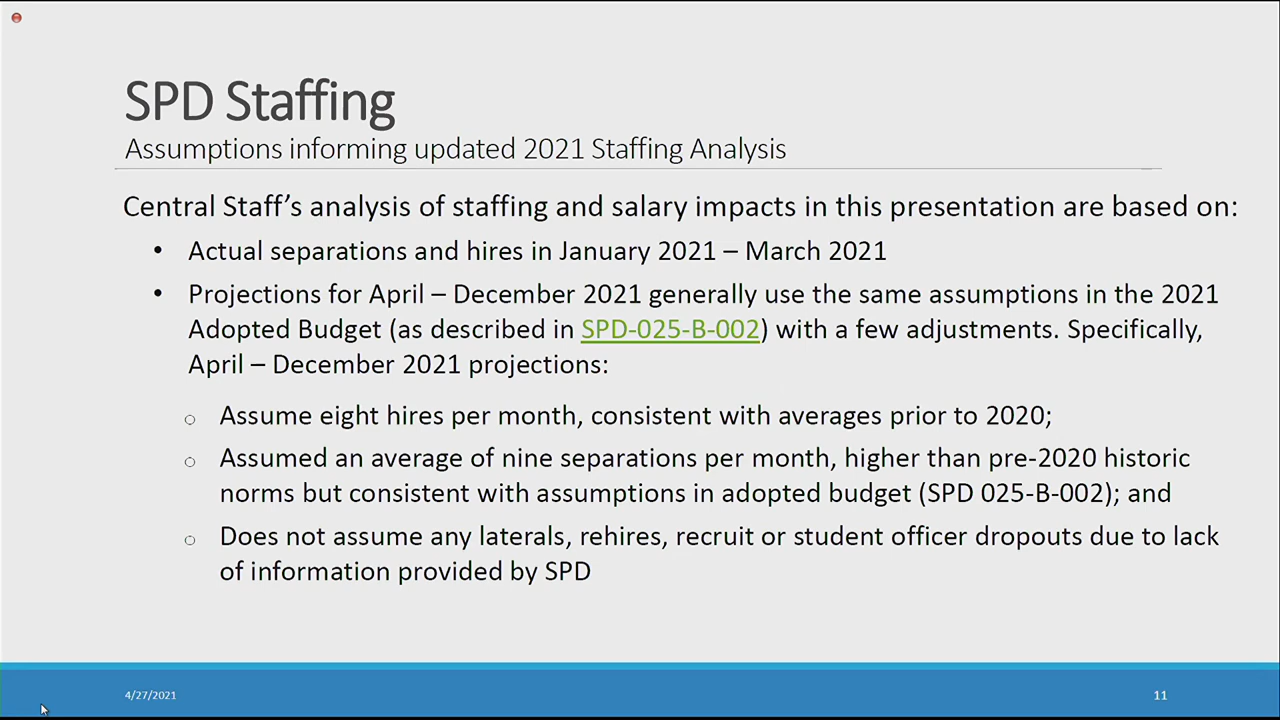 SPD Staffing
Assumptions informing updated 2021 Staffing Analysis
Central Staff’s analysis of staffing and salary impacts in this presentation are based on:
• Actual separations and hires in January 2021 – March 2021
• Projections for April – December 2021 generally use the same assumptions in the 2021
Adopted Budget (as described in SPD-025-B-002) with a few adjustments. Specifically,
April – December 2021 projections:
○ Assume eight hires per month, consistent with averages prior to 2020;
○ Assumed an average of nine separations per month, higher than pre-2020 historic
norms but consistent with assumptions in adopted budget (SPD 025-B-002); and
○ Does not assume any laterals, rehires, recruit or student officer dropouts due to lack
of information provided by SPD
4/27/2021
11